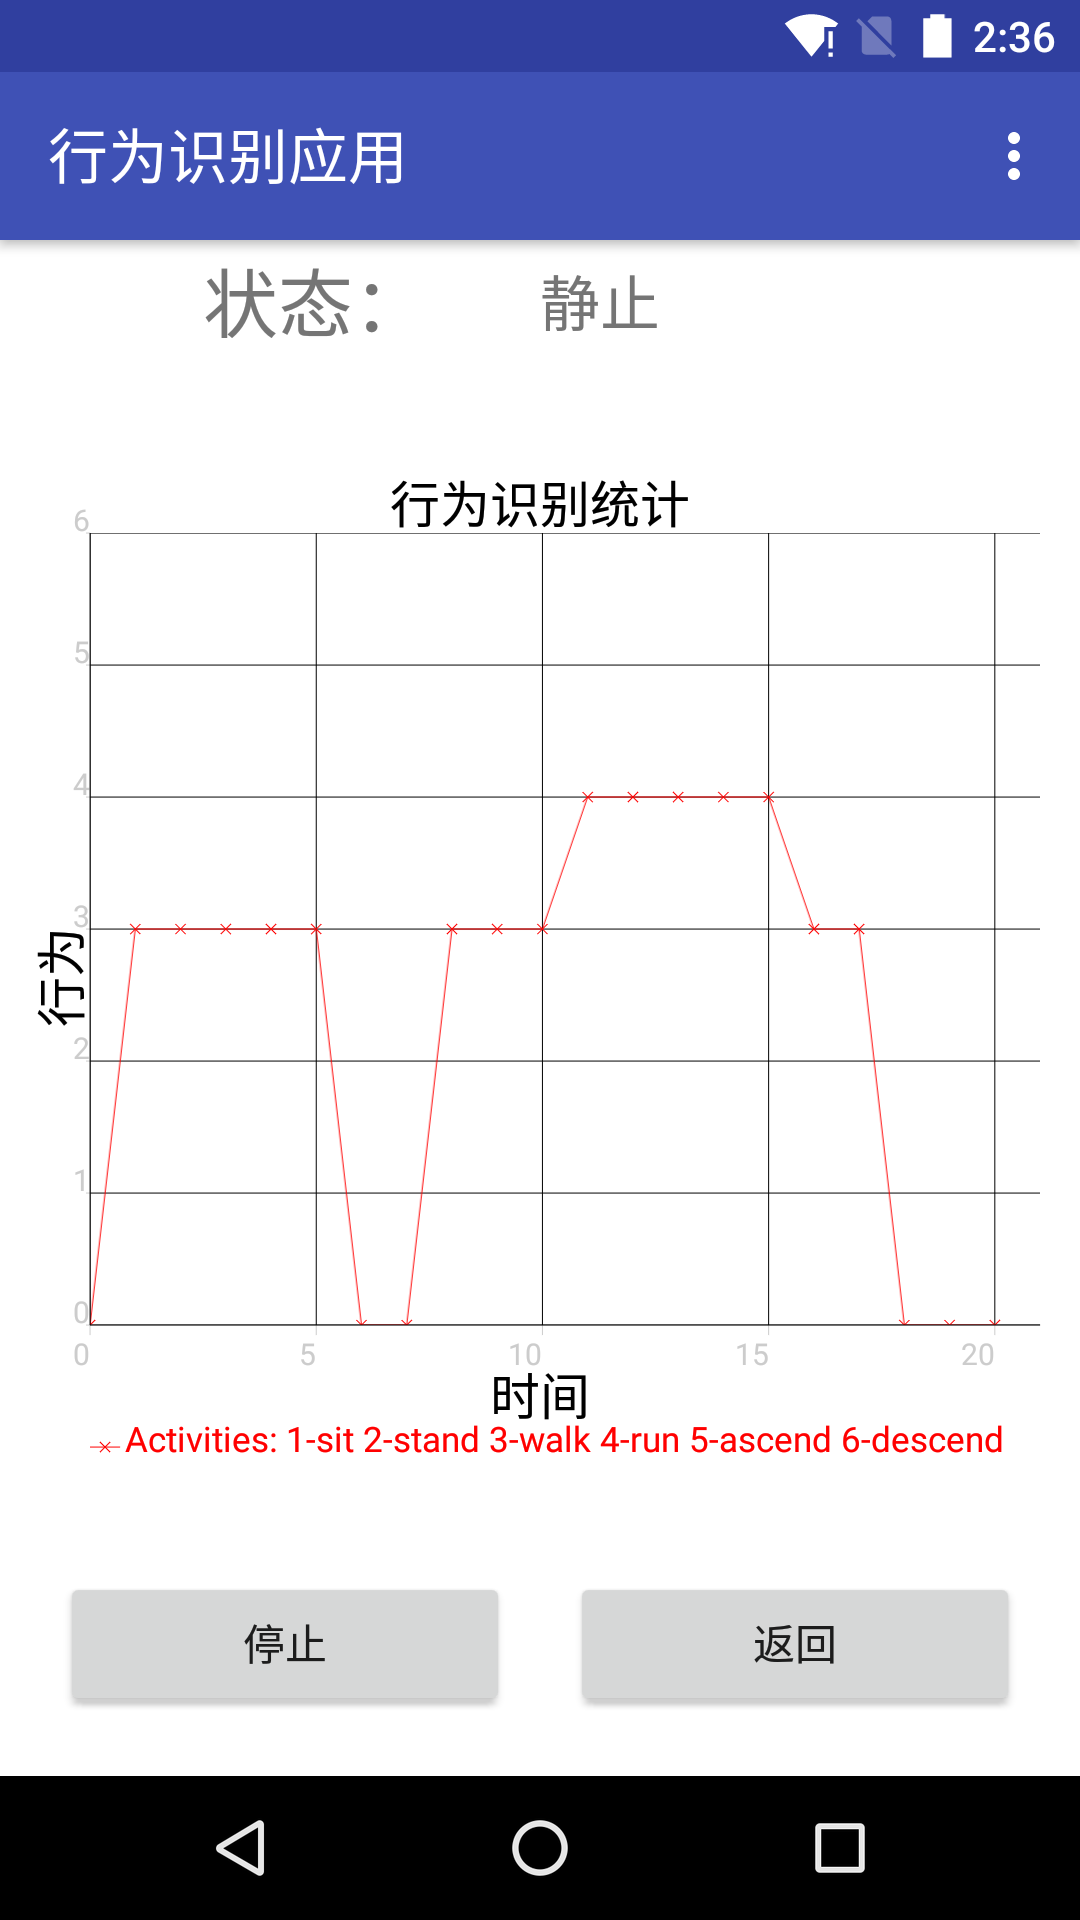 2:36
行为识别应用
状态：
静止
行为识别统计
6
5
4
3
2
1
0
行为
0 5 10 15 20
时间
Activities: 1-sit 2-stand 3-walk 4-run 5-ascend 6-descend
停止
返回